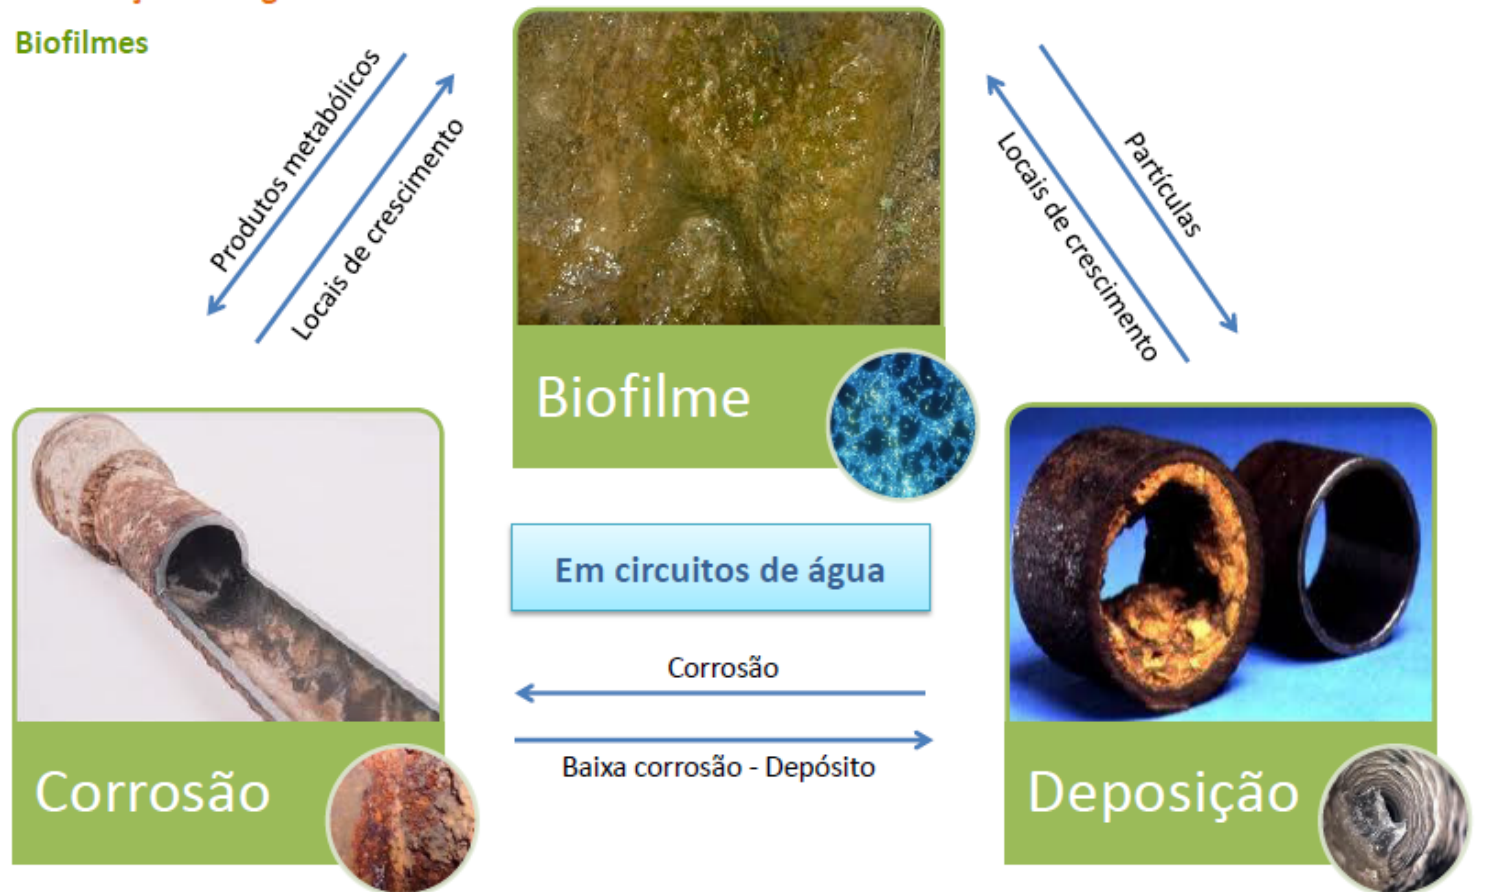 Biofilmes
Produtos metabólicos
Locais de crescimento
Partículas
Locais de crescimento
Biofilme
Em circuitos de água
Corrosão
Baixa corrosão - Depósito
Corrosão
Deposição